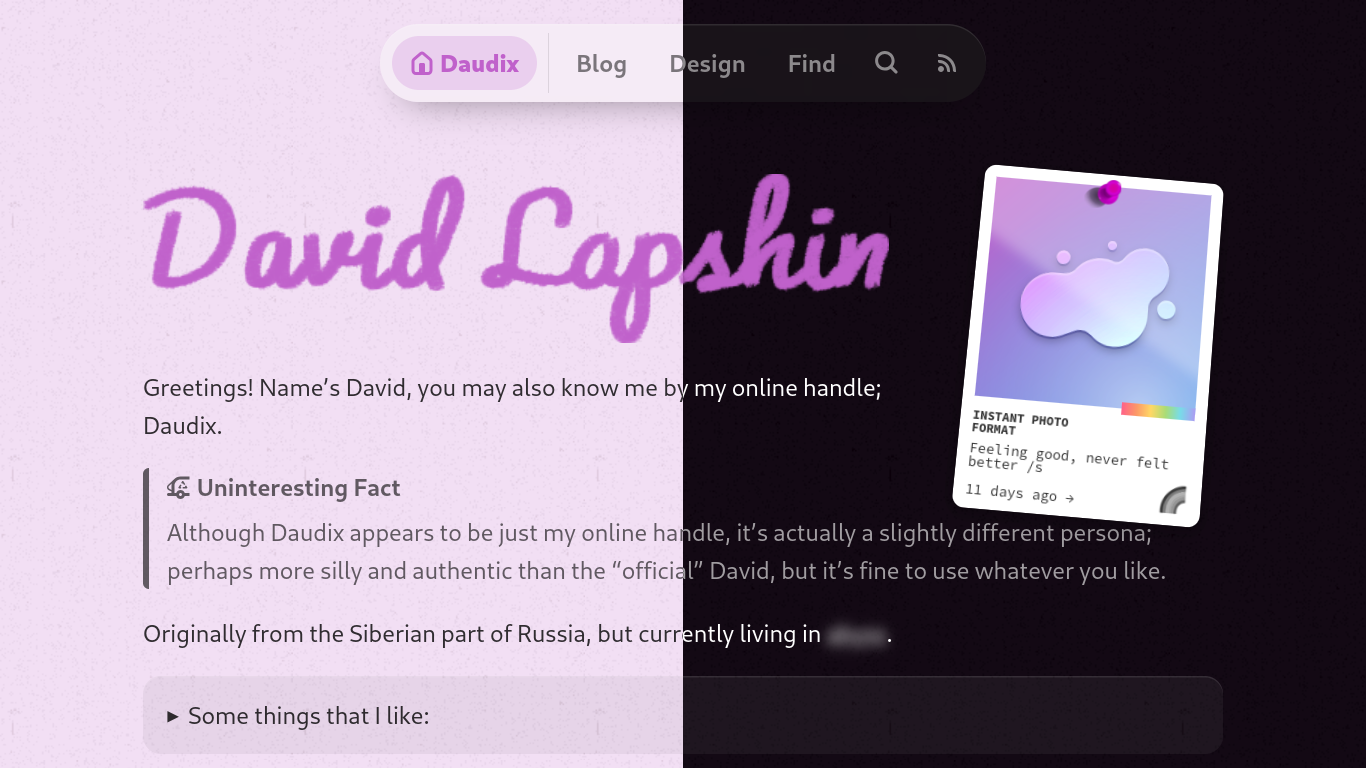 Daudix
Blog
Design
Find
David Lapshin
Greetings! Name’s David, you may also know me by my online handle;
Daudix.
INSTANT PHOTO
FORMAT
Feeling good, never felt
better /s
11 days ago →
Uninteresting Fact
Although Daudix appears to be just my online handle, it’s actually a slightly different persona;
perhaps more silly and authentic than the “official” David, but it’s fine to use whatever you like.
Originally from the Siberian part of Russia, but currently living in .
▶ Some things that I like: